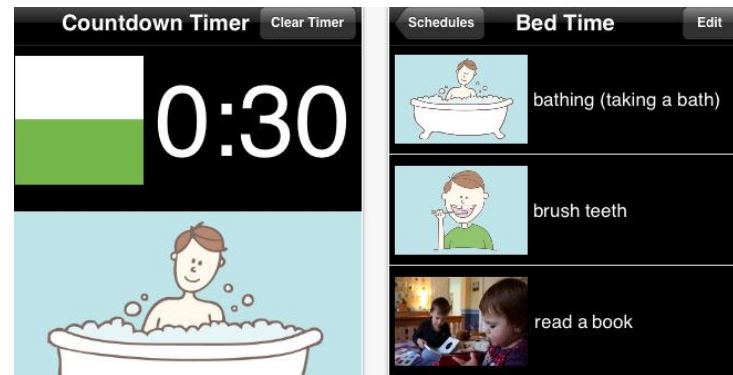 Countdown Timer
Clear Timer
0:30
Schedules
Bed Time
Edit
bathing (taking a bath)
brush teeth
read a book